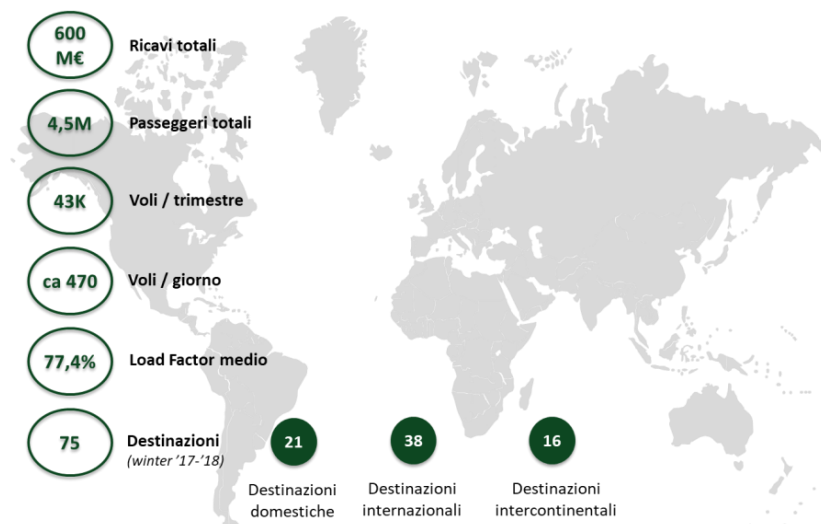 600
M€
Ricavi totali
4,5M
Passeggeri totali
43K
Voli / trimestre
ca 470
Voli / giorno
77,4%
Load Factor medio
75
Destinazioni
(winter '17-'18)
21
38
16
Destinazioni
domestiche
Destinazioni
internazionali
Destinazioni
intercontinentali